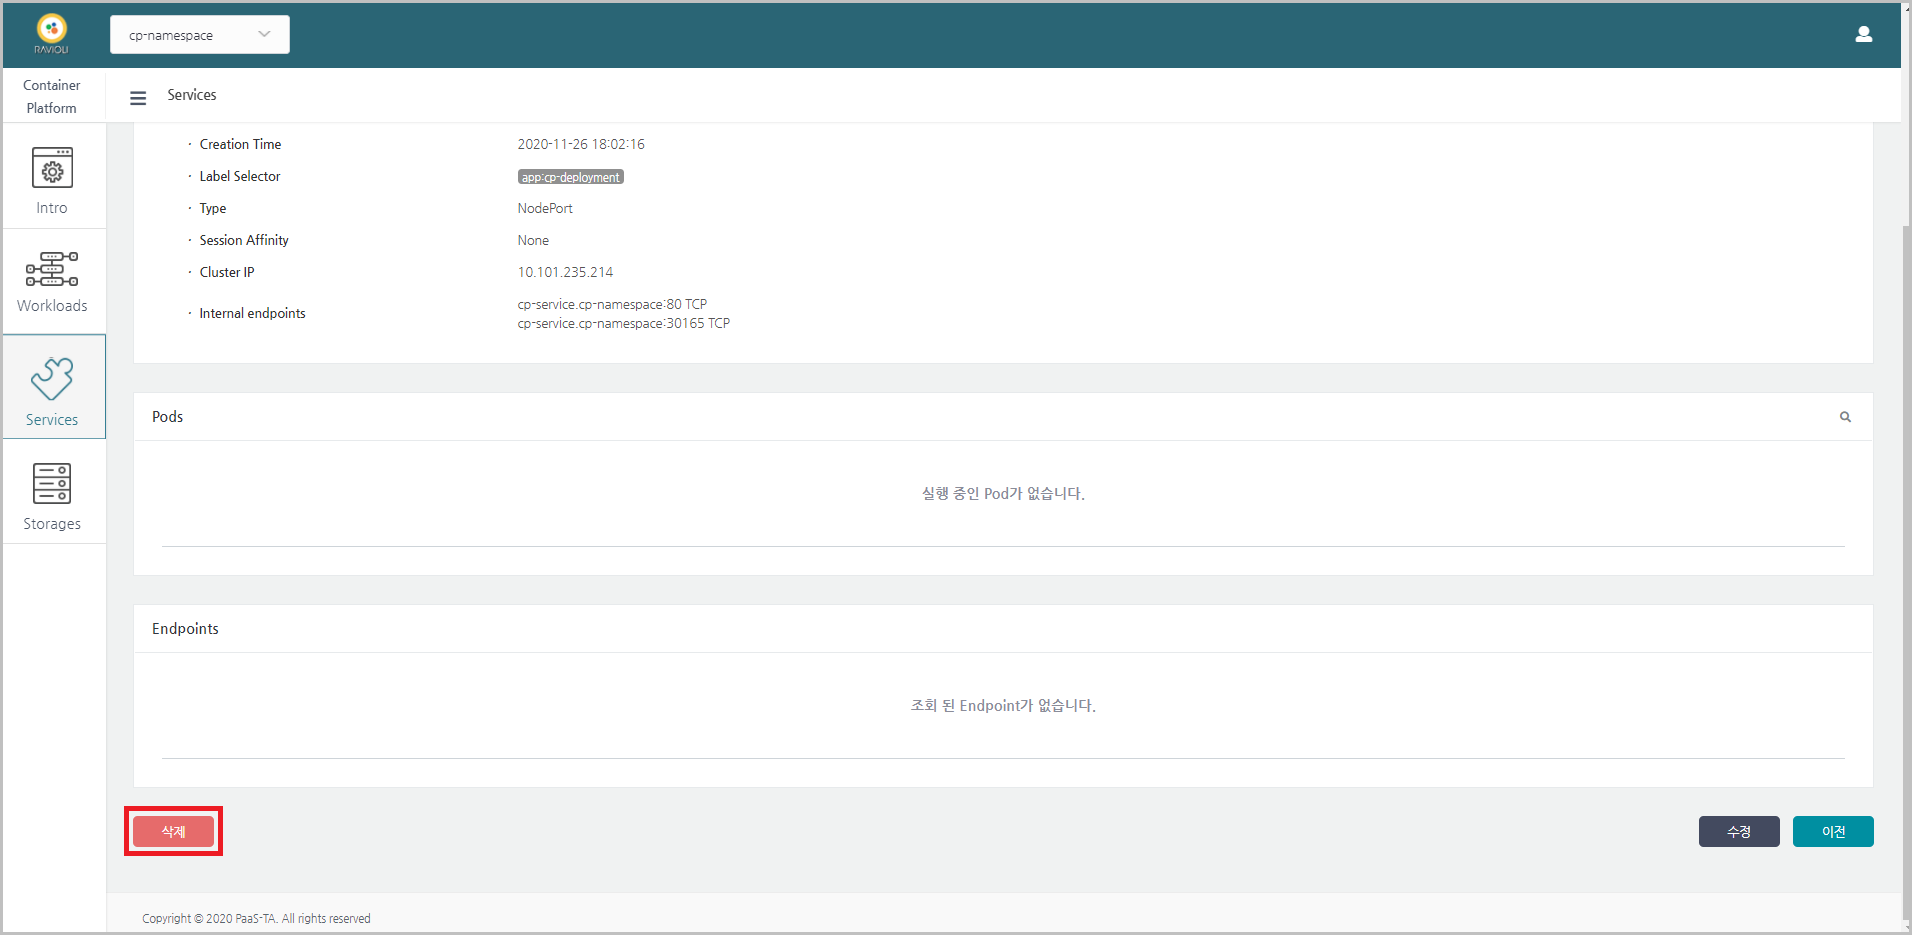 RAVIOLI
cp-namespace
Container
Platform
Services
Intro
Workloads
Services
Storages
· Creation Time 2020-11-26 18:02:16
· Label Selector app:cp-deployment
· Type NodePort
· Session Affinity None
· Cluster IP 10.101.235.214
· Internal endpoints cp-service.cp-namespace:80 TCP
cp-service.cp-namespace:30165 TCP
Pods
실행 중인 Pod가 없습니다.
Endpoints
조회 된 Endpoint가 없습니다.
삭제
수정
이전
Copyright © 2020 PaaS-TA. All rights reserved